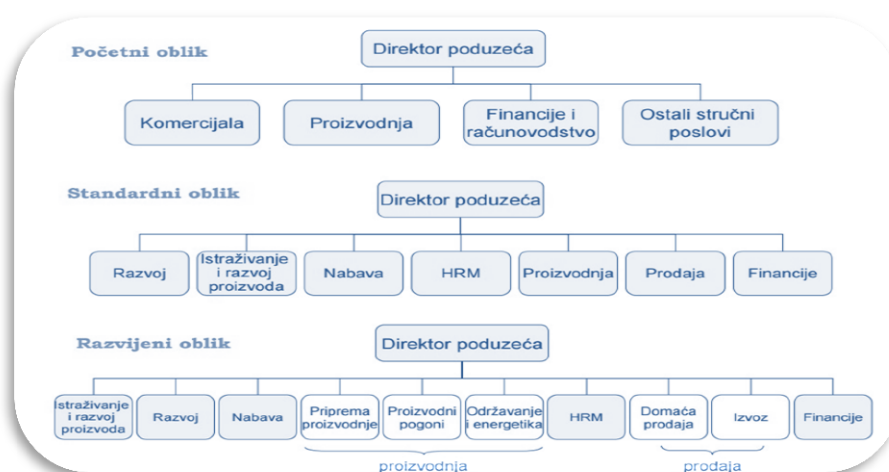 Početni oblik
Direktor poduzeća
Komercijala
Proizvodnja
Financije i
računovodstvo
Ostali stručni
poslovi
Standardni oblik
Direktor poduzeća
Razvoj
Istraživanje
i razvoj
proizvoda
Nabava
HRM
Proizvodnja
Prodaja
Financije
Razvijeni oblik
Direktor poduzeća
Istraživanje
i razvoj
proizvoda
Razvoj
Nabava
Priprema
proizvodnje
Proizvodni
pogoni
Održavanje
i energetika
HRM
Domaća
prodaja
Izvoz
Financije
proizvodnja
prodaja